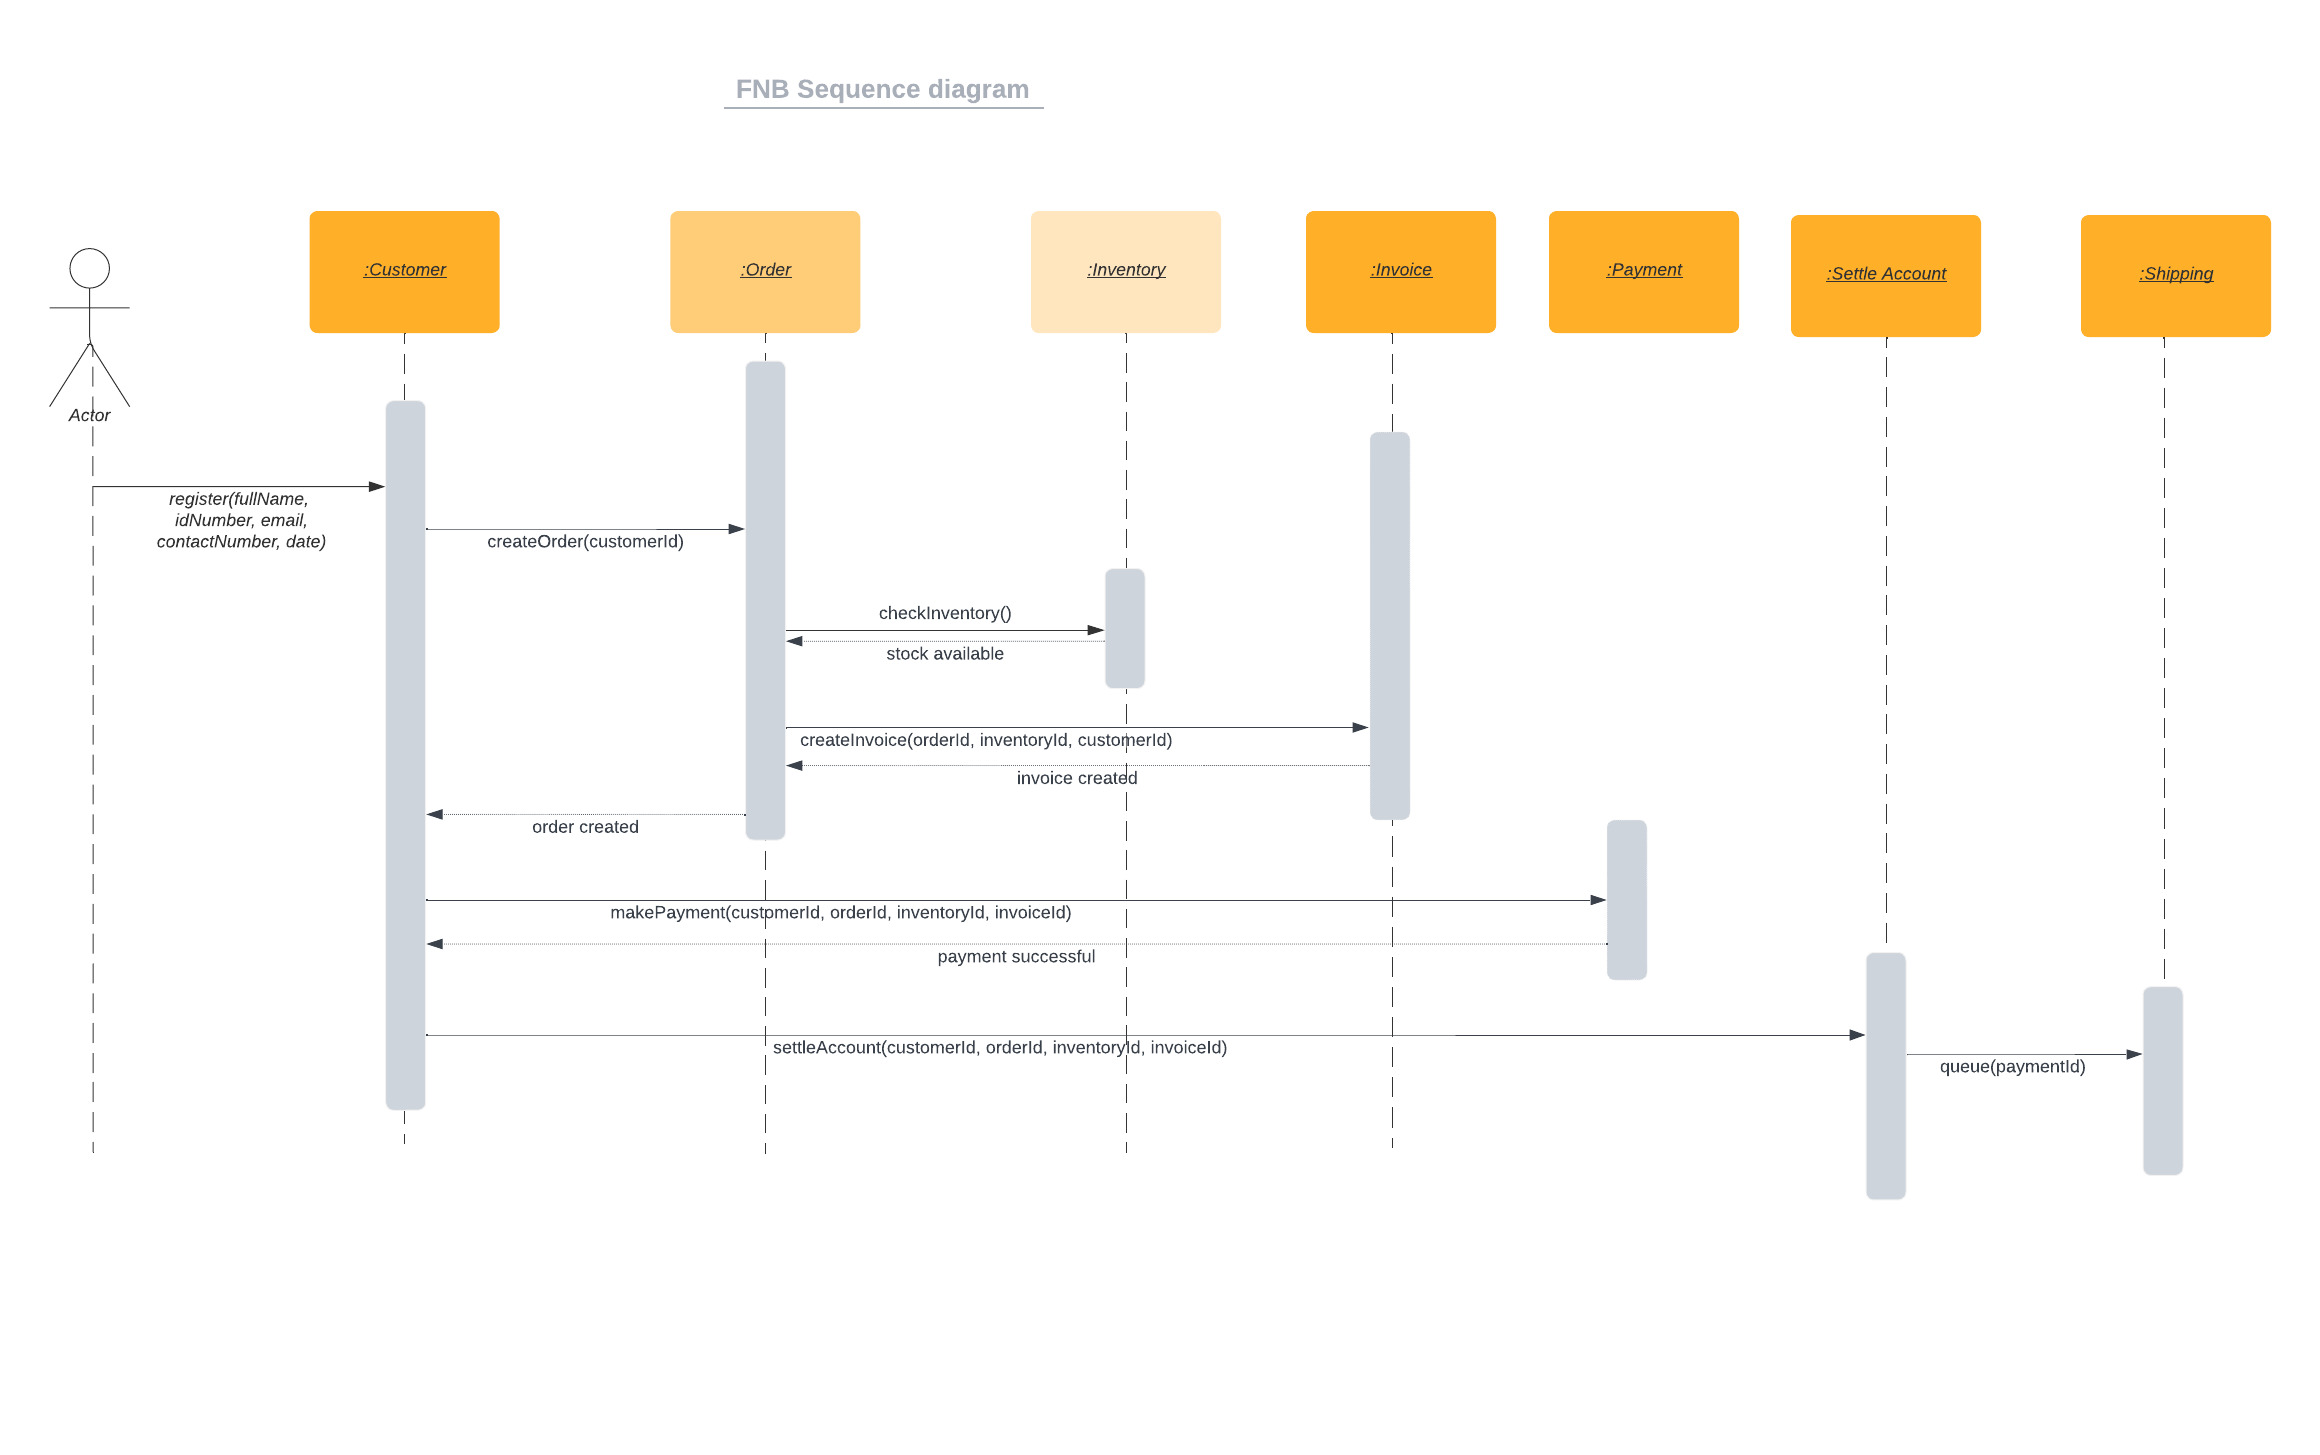 FNB Sequence diagram
:Customer
:Order
:Inventory
:Invoice
:Payment
:Settle Account
:Shipping
Actor
register(fullName,
idNumber, email,
contactNumber, date)
createOrder(customerId)
checkInventory()
stock available
createInvoice(orderId, inventoryId, customerId)
invoice created
order created
makePayment(customerId, orderId, inventoryId, invoiceId)
payment successful
settleAccount(customerId, orderId, inventoryId, invoiceId)
queue(paymentId)